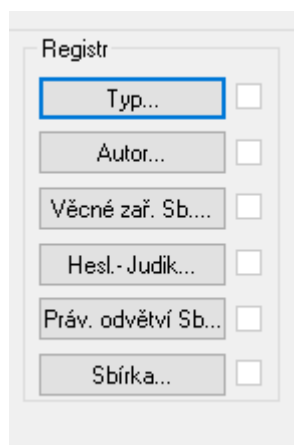 Registr
Typ...
Autor...
Věcné zař. Sb....
Hesl.- Judik...
Práv. odvětví Sb...
Sbírka...